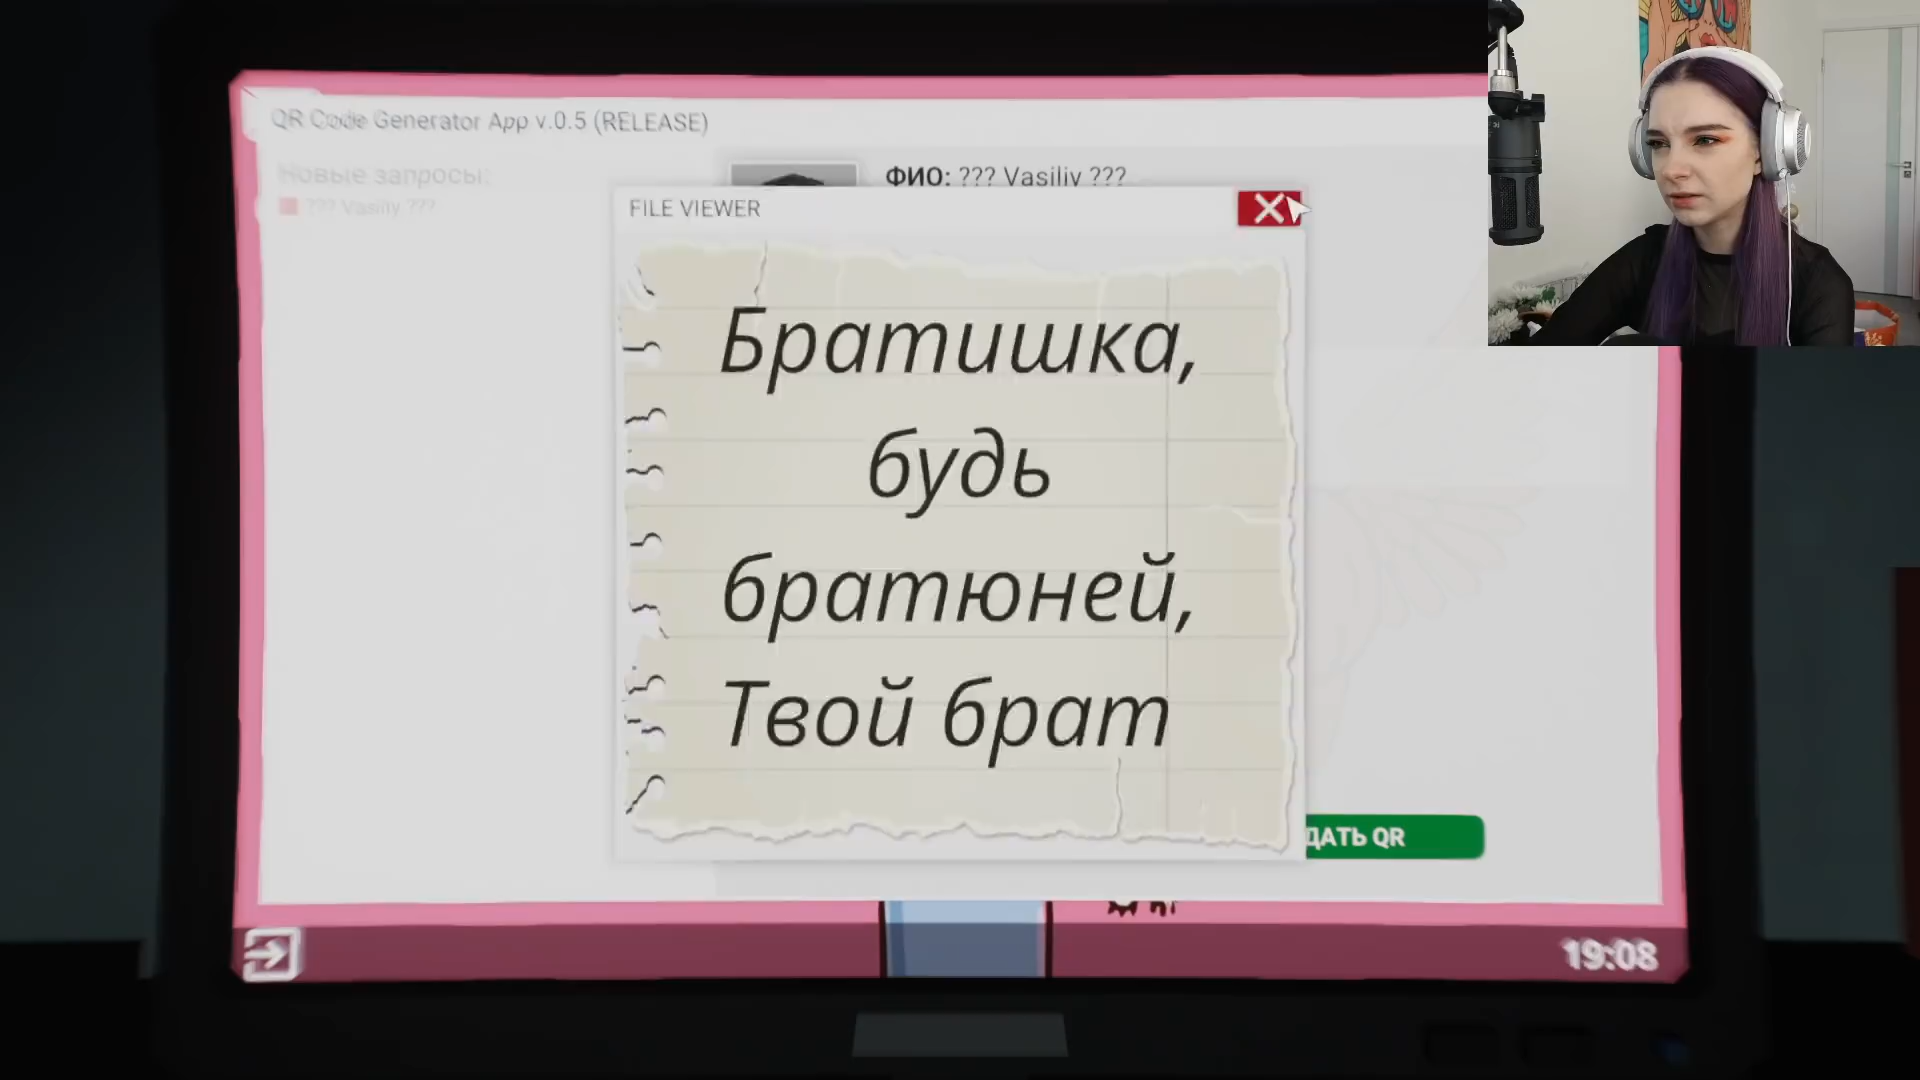 QR Code Generator App v.0.5 (RELEASE)
Новые запросы:
??? Vasiliy ???
ФИО: ??? Vasiliy ???
FILE VIEWER
Братишка,
будь
братюней,
Твой брат
ДАТЬ QR
19:08